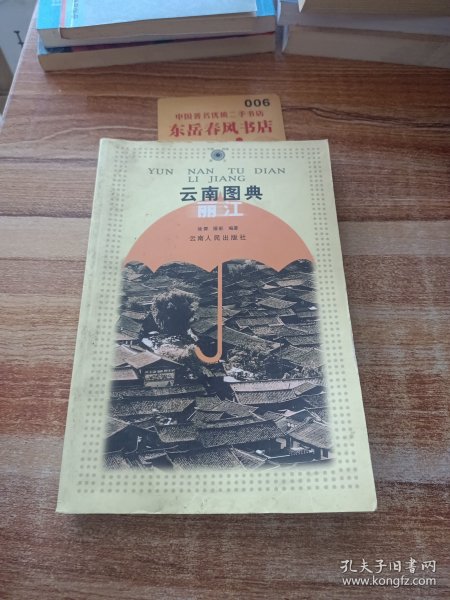 006
中国著名优质二手书店
东岳春风书店
YUN NAN TU DIAN
LI JIANG
云南图典
丽江
编著
云南人民出版社
孔夫子旧书网
www.kongfz.com